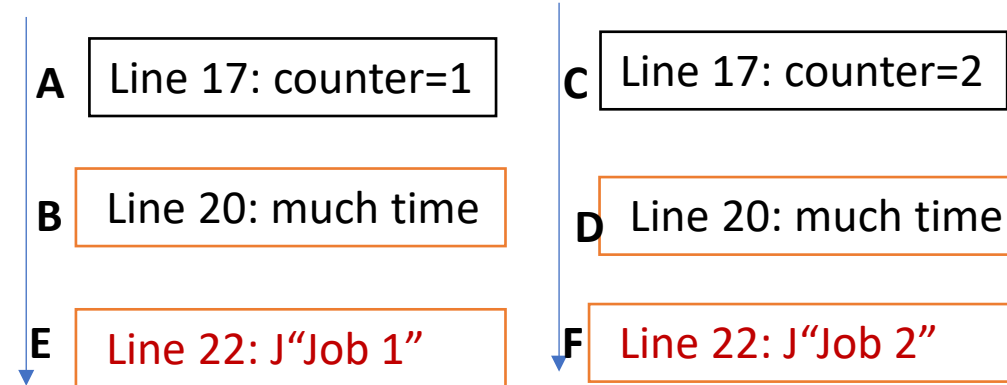 A Line 17: counter=1
C Line 17: counter=2
B Line 20: much time
D Line 20: much time
E Line 22: J“Job 1”
F Line 22: J“Job 2”